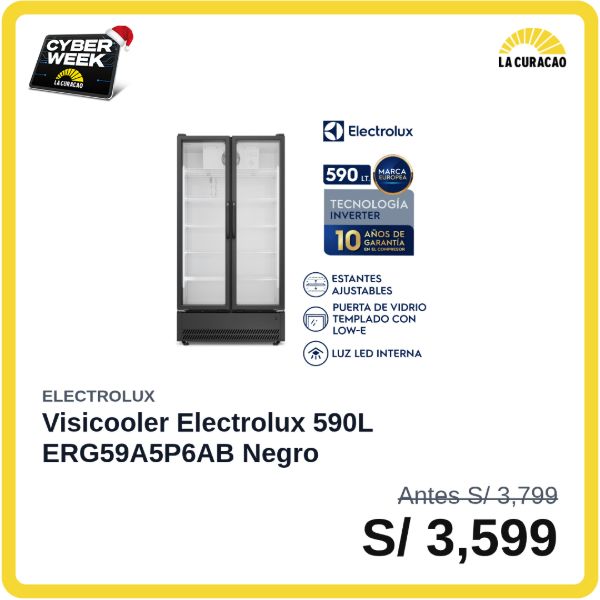 CYBER
WEEK
LA CURACAO
LA CURACAO
Electrolux
590 LT.
MARCA
EUROPEA
TECNOLOGÍA
INVERTER
10 AÑOS DE
GARANTÍA
EN EL COMPRESOR
ESTANTES
AJUSTABLES
PUERTA DE VIDRIO
TEMPLADO CON
LOW-E
LUZ LED INTERNA
ELECTROLUX
Visicooler Electrolux 590L
ERG59A5P6AB Negro
Antes S/ 3,799
S/ 3,599